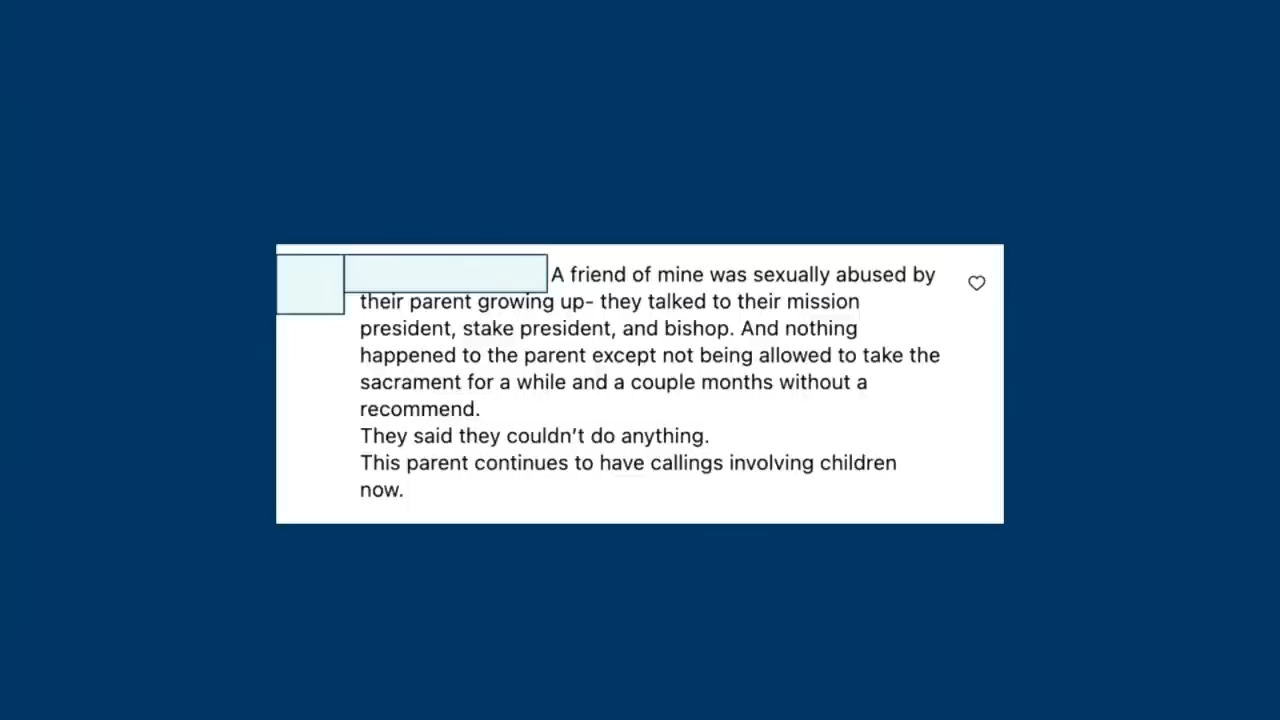 A friend of mine was sexually abused by
their parent growing up- they talked to their mission
president, stake president, and bishop. And nothing
happened to the parent except not being allowed to take the
sacrament for a while and a couple months without a
recommend.
They said they couldn’t do anything.
This parent continues to have callings involving children
now.